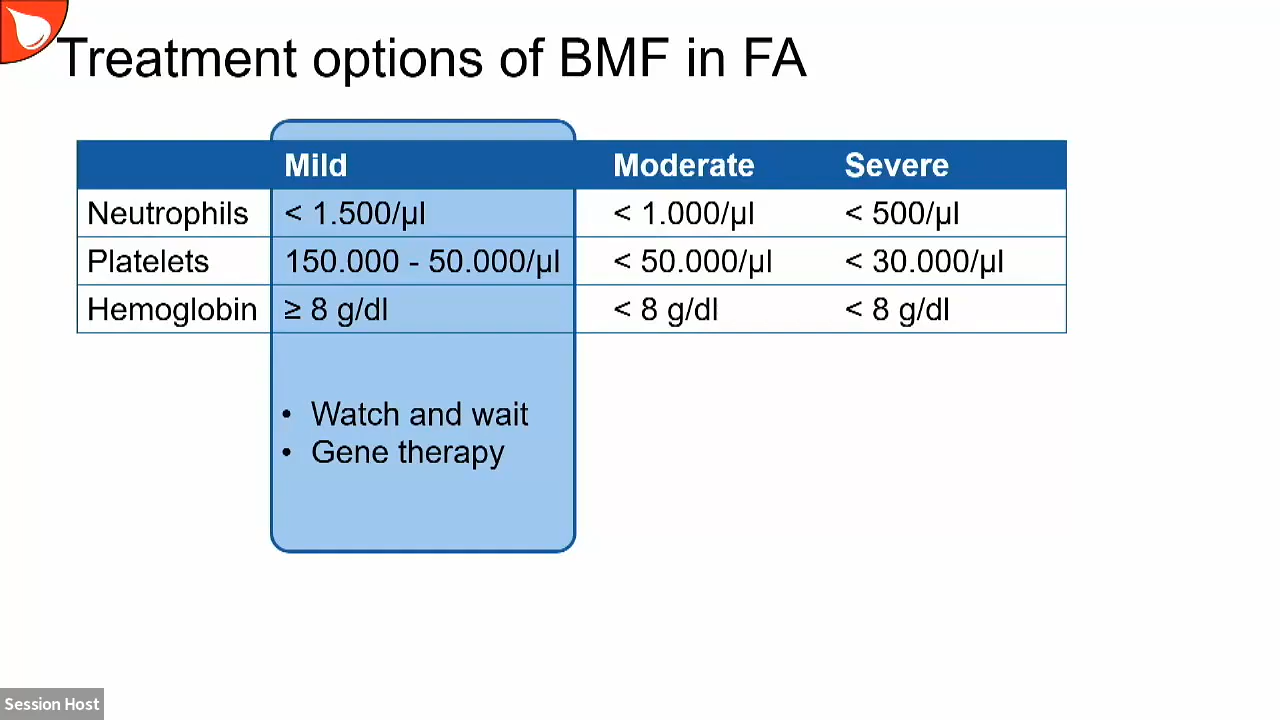 Treatment options of BMF in FA
Mild Moderate Severe
Neutrophils < 1.500/µl < 1.000/µl < 500/µl
Platelets 150.000 - 50.000/µl < 50.000/µl < 30.000/µl
Hemoglobin ≥ 8 g/dl < 8 g/dl < 8 g/dl
• Watch and wait
• Gene therapy
Session Host